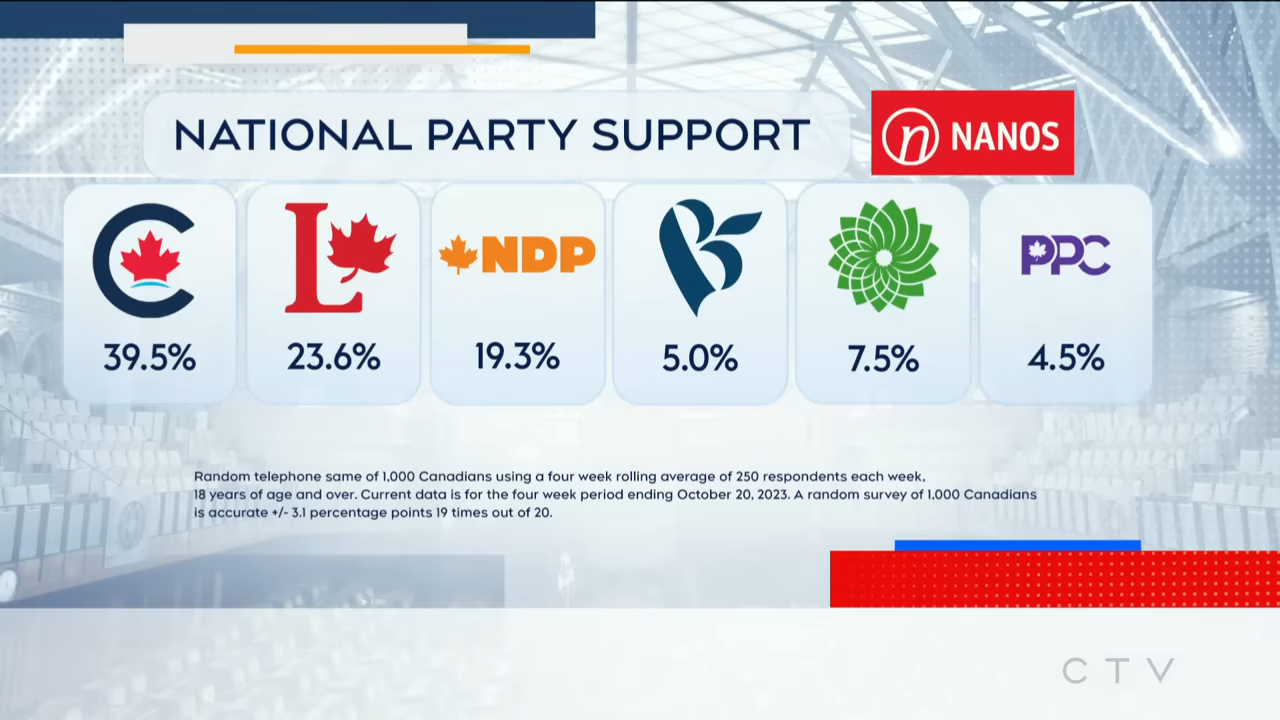 NATIONAL PARTY SUPPORT
n NANOS
C
L
NDP
B
PPC
39.5% 23.6% 19.3% 5.0% 7.5% 4.5%
Random telephone same of 1,000 Canadians using a four week rolling average of 250 respondents each week,
18 years of age and over. Current data is for the four week period ending October 20, 2023. A random survey of 1,000 Canadians
is accurate +/- 3.1 percentage points 19 times out of 20.
CTV